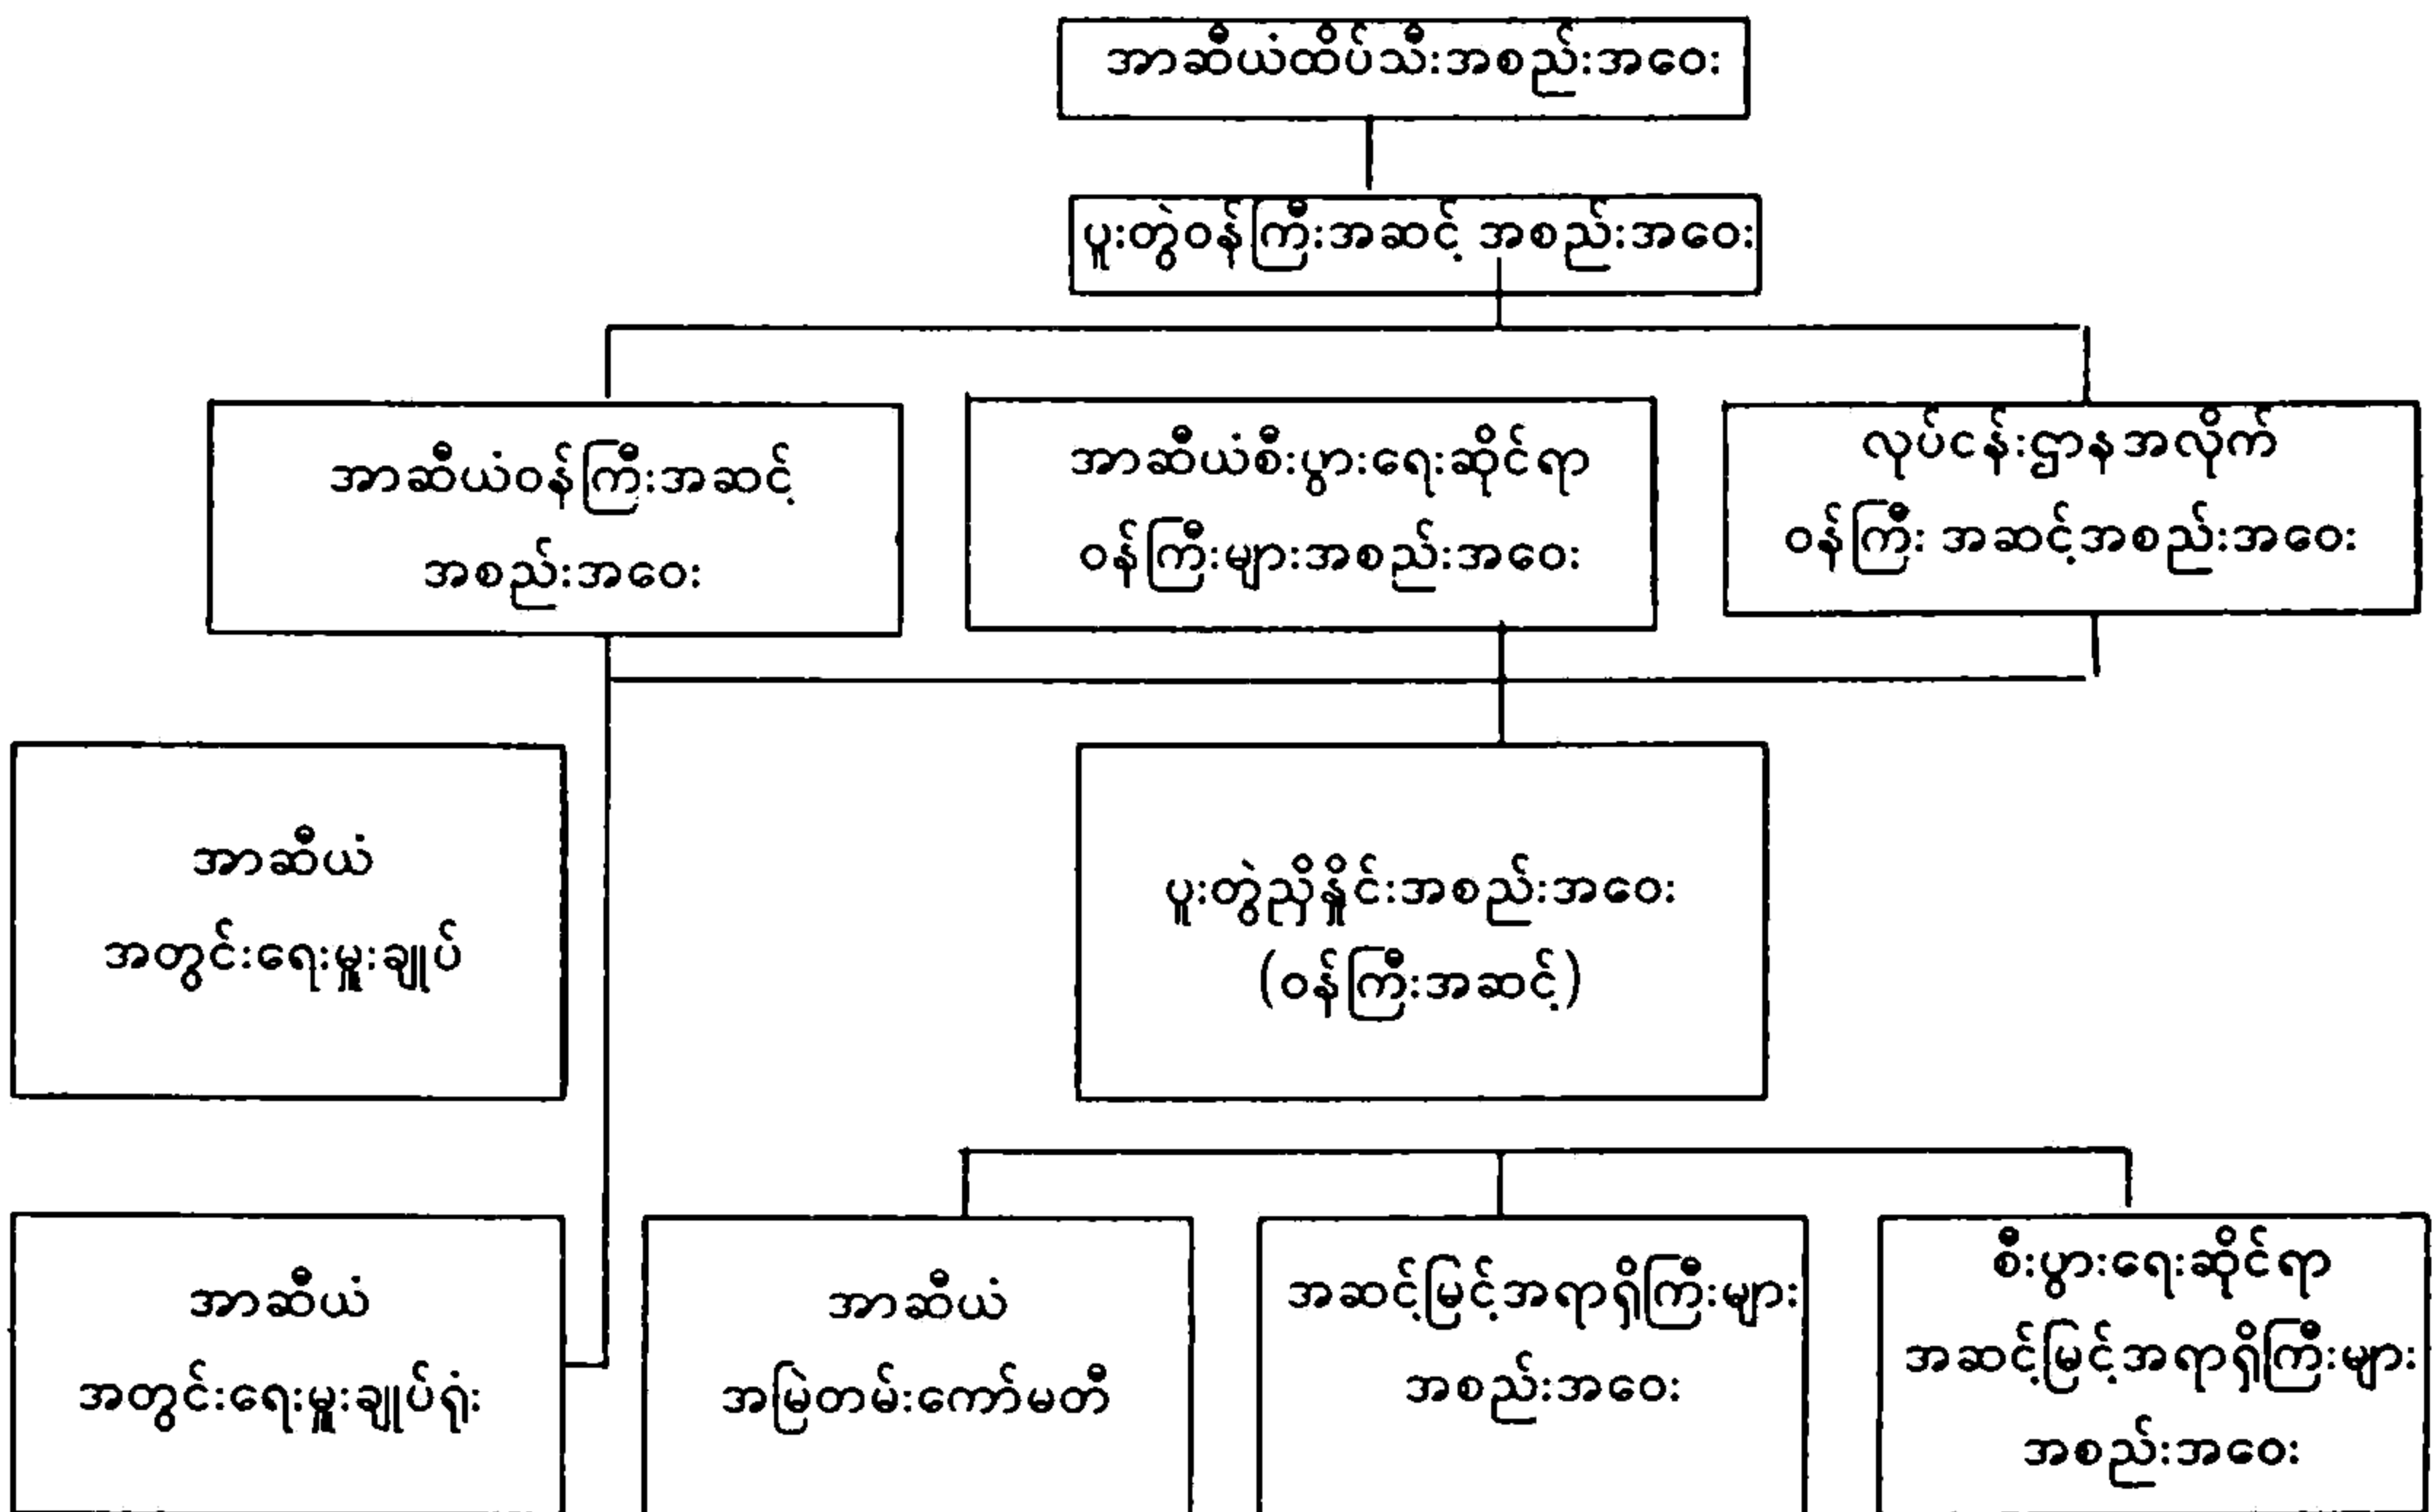 အာဆီယံထိပ်သီးအစည်းအဝေး
ပူးတွဲဝန်ကြီးအဆင့် အစည်းအဝေး
အာဆီယံဝန်ကြီးအဆင့်
အစည်းအဝေး
အာဆီယံစီးပွားရေးဆိုင်ရာ
ဝန်ကြီးများအစည်းအဝေး
လုပ်ငန်းဌာနအလိုက်
ဝန်ကြီး အဆင့်အစည်းအဝေး
အာဆီယံ
အတွင်းရေးမှူးချုပ်
ပူးတွဲညှိနှိုင်းအစည်းအဝေး
(ဝန်ကြီးအဆင့်)
အာဆီယံ
အတွင်းရေးမှူးချုပ်ရုံး
အာဆီယံ
အမြဲတမ်းကော်မတီ
အဆင့်မြင့်အရာရှိကြီးများ
အစည်းအဝေး
စီးပွားရေးဆိုင်ရာ
အဆင့်မြင့်အရာရှိကြီးများ
အစည်းအဝေး